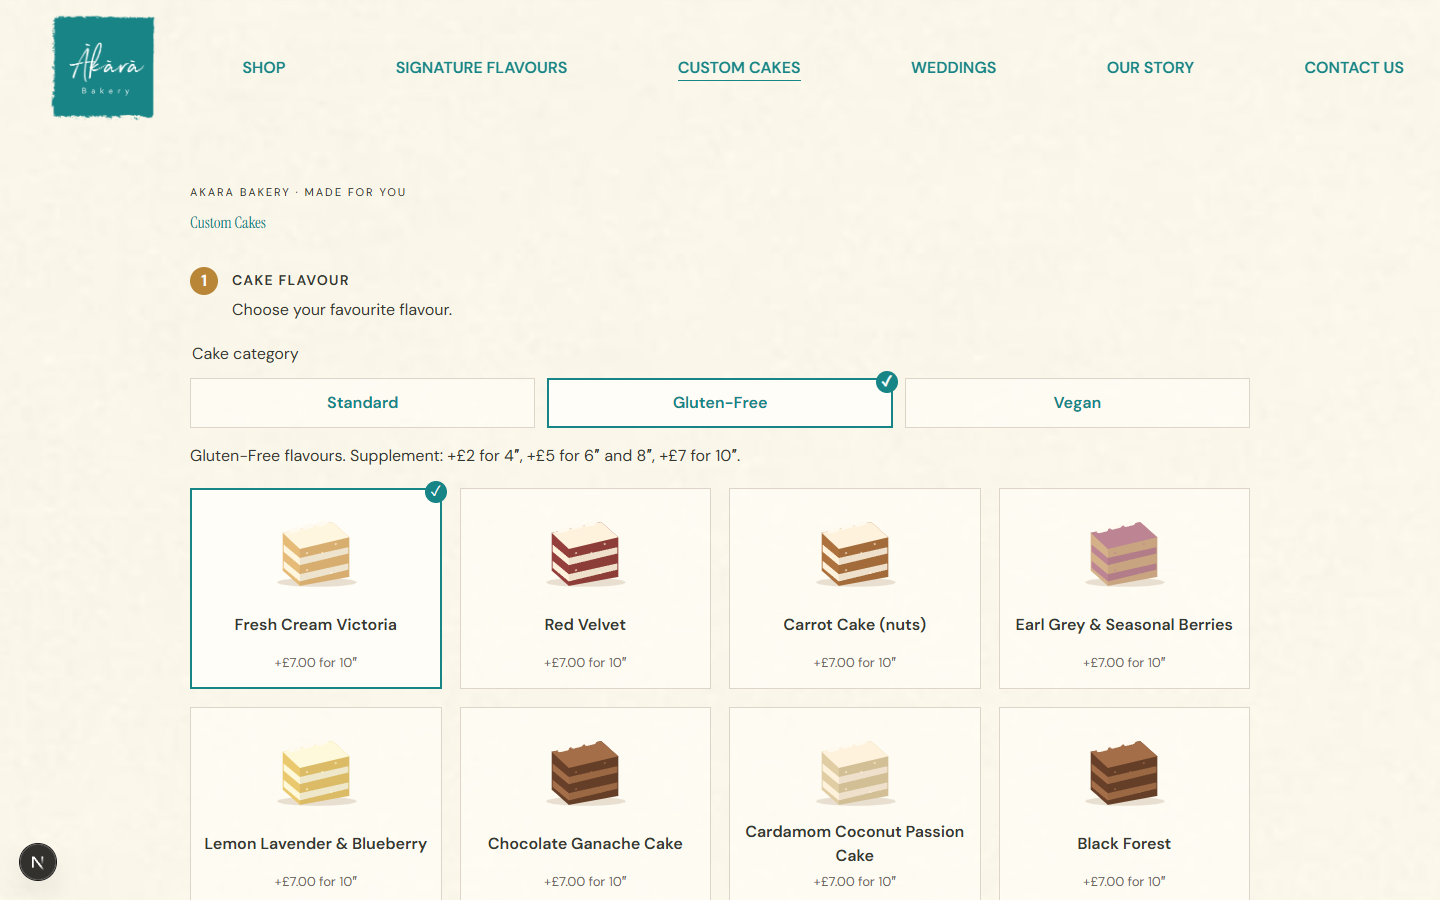 Àkàrà
Bakery
SHOP
SIGNATURE FLAVOURS
CUSTOM CAKES
WEDDINGS
OUR STORY
CONTACT US
AKARA BAKERY · MADE FOR YOU
Custom Cakes
1
CAKE FLAVOUR
Choose your favourite flavour.
Cake category
Standard
Gluten-Free
Vegan
Gluten-Free flavours. Supplement: +£2 for 4″, +£5 for 6″ and 8″, +£7 for 10″.
Fresh Cream Victoria
+£7.00 for 10″
Red Velvet
+£7.00 for 10″
Carrot Cake (nuts)
+£7.00 for 10″
Earl Grey & Seasonal Berries
+£7.00 for 10″
Lemon Lavender & Blueberry
+£7.00 for 10″
Chocolate Ganache Cake
+£7.00 for 10″
Cardamom Coconut Passion
Cake
+£7.00 for 10″
Black Forest
+£7.00 for 10″
N